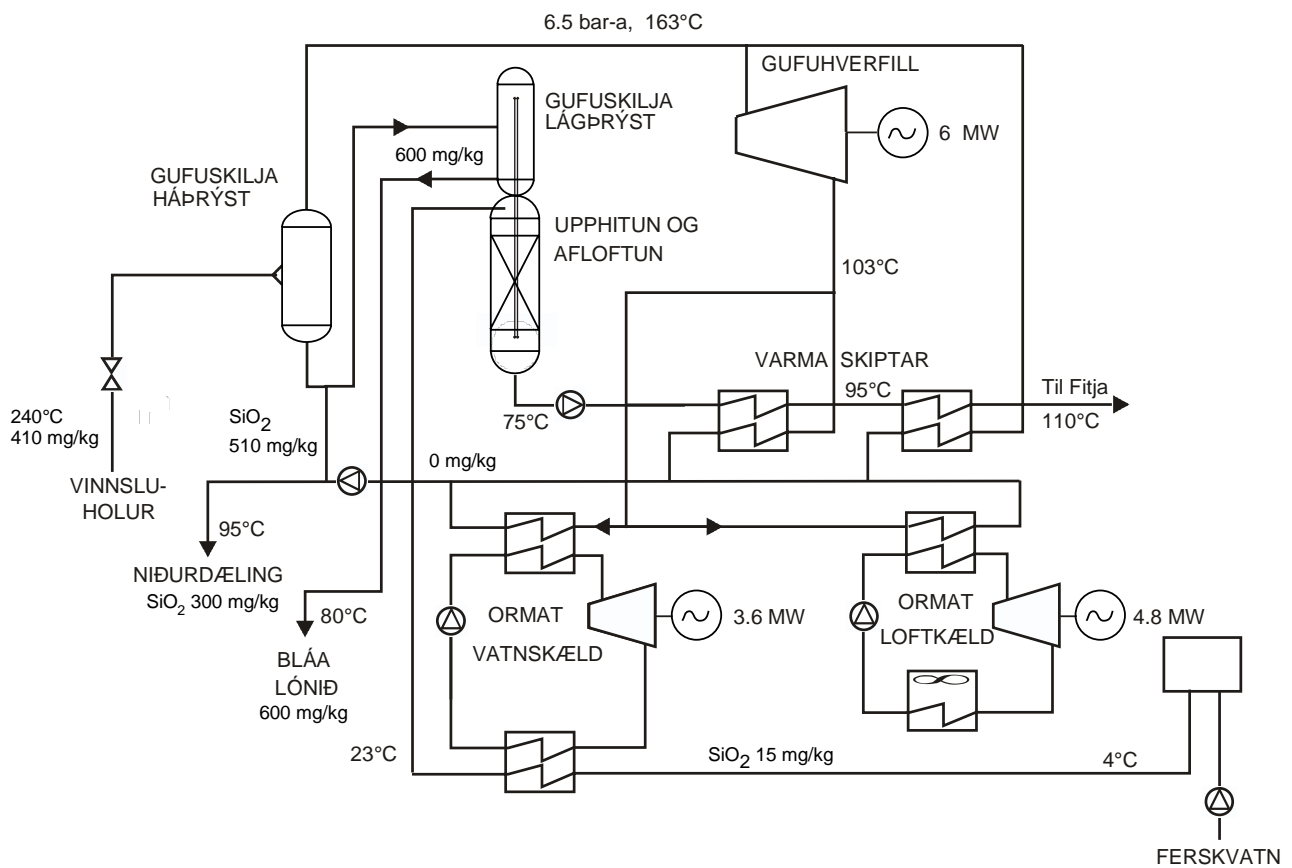 6.5 bar-a, 163°C
GUFUHVERFILL
6 MW
GUFUSKILJA
LÁGÞRÝST
600 mg/kg
GUFUSKILJA
HÁÞRÝST
UPPHITUN OG
AFLOFTUN
103°C
VARMA SKIPTAR
95°C
Til Fitja
110°C
75°C
240°C
410 mg/kg
SiO2
510 mg/kg
0 mg/kg
VINNSLU-
HOLUR
95°C
NIÐURDÆLING
SiO2 300 mg/kg
80°C
BLÁA
LÓNIÐ
600 mg/kg
ORMAT
VATNSKÆLD
3.6 MW
ORMAT
LOFTKÆLD
4.8 MW
23°C
SiO2 15 mg/kg
4°C
FERSKVATN